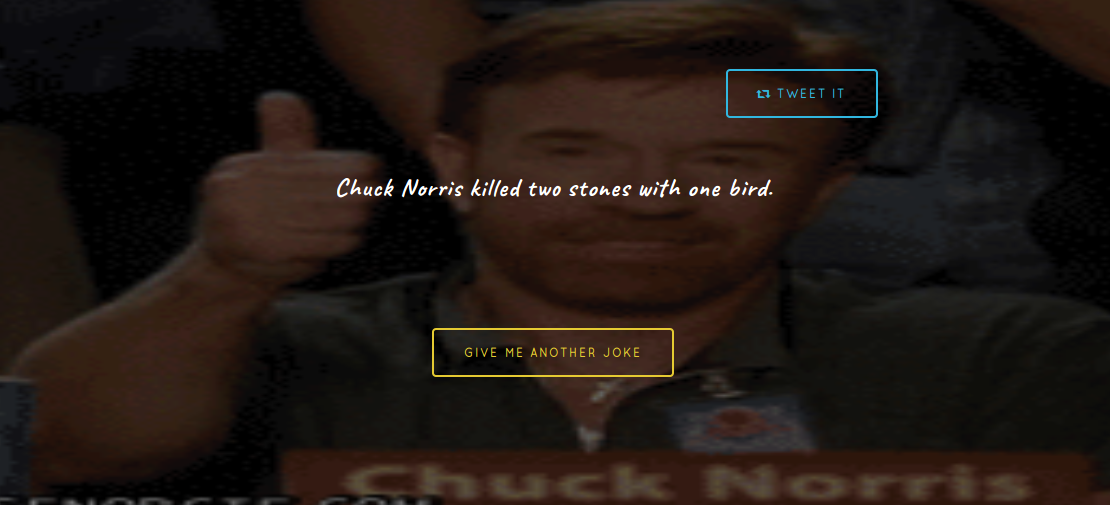 TWEET IT
Chuck Norris killed two stones with one bird.
GIVE ME ANOTHER JOKE
Chuck Norris